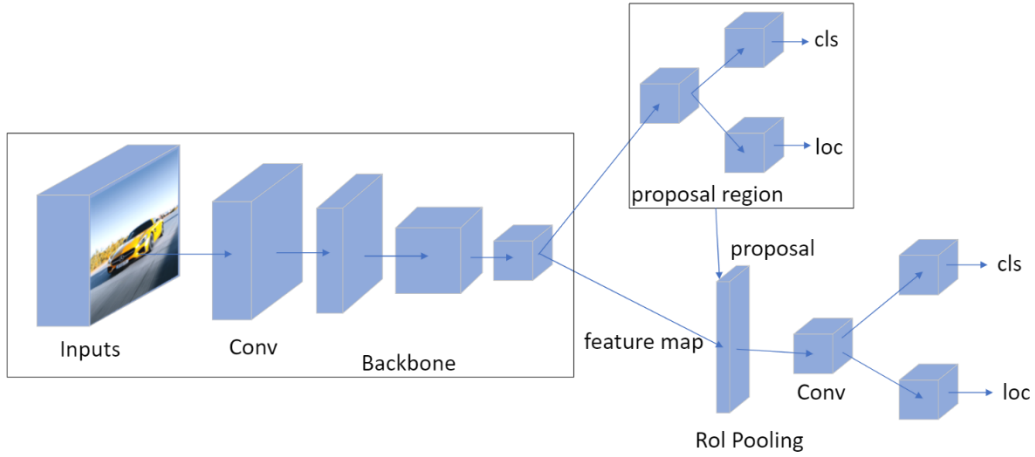 cls
loc
proposal region
proposal
cls
feature map
Inputs
Conv
Backbone
Conv
loc
RoI Pooling